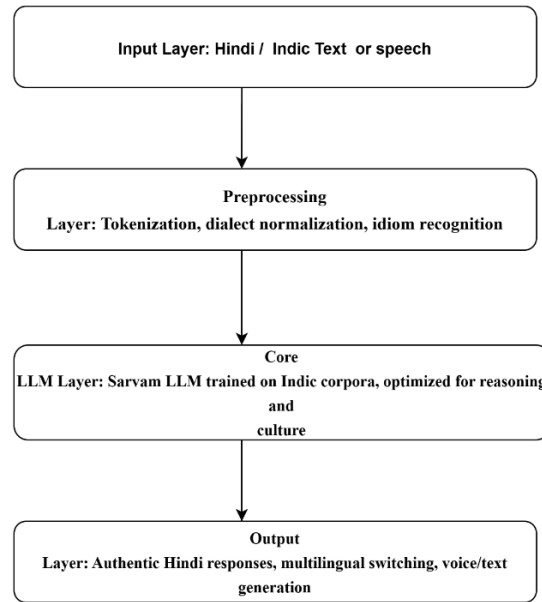 Input Layer: Hindi / Indic Text or speech
Preprocessing
Layer: Tokenization, dialect normalization, idiom recognition
Core
LLM Layer: Sarvam LLM trained on Indic corpora, optimized for reasoning
and
culture
Output
Layer: Authentic Hindi responses, multilingual switching, voice/text
generation